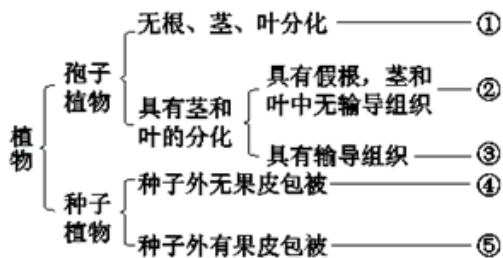 无根、茎、叶分化 ①
孢子
植物
具有假根，茎和
叶中无输导组织 ②
具有茎和
叶的分化
植
物
具有输导组织 ③
种子外无果皮包被 ④
种子
植物
种子外有果皮包被 ⑤